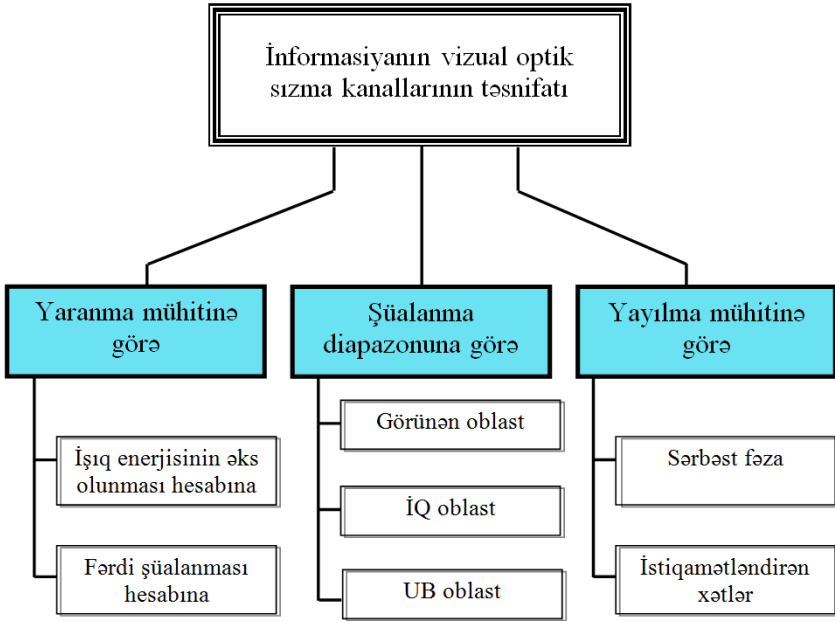 İnformasiyanın vizual optik
sızma kanallarının təsnifatı
Yaranma mühitinə
görə
İşıq enerjisinin əks
olunması hesabına
Fərdi şüalanması
hesabına
Şüalanma
diapazonuna görə
Görünən oblast
İQ oblast
UB oblast
Yayılma mühitinə
görə
Sərbəst fəza
İstiqamətləndirən
xətlər